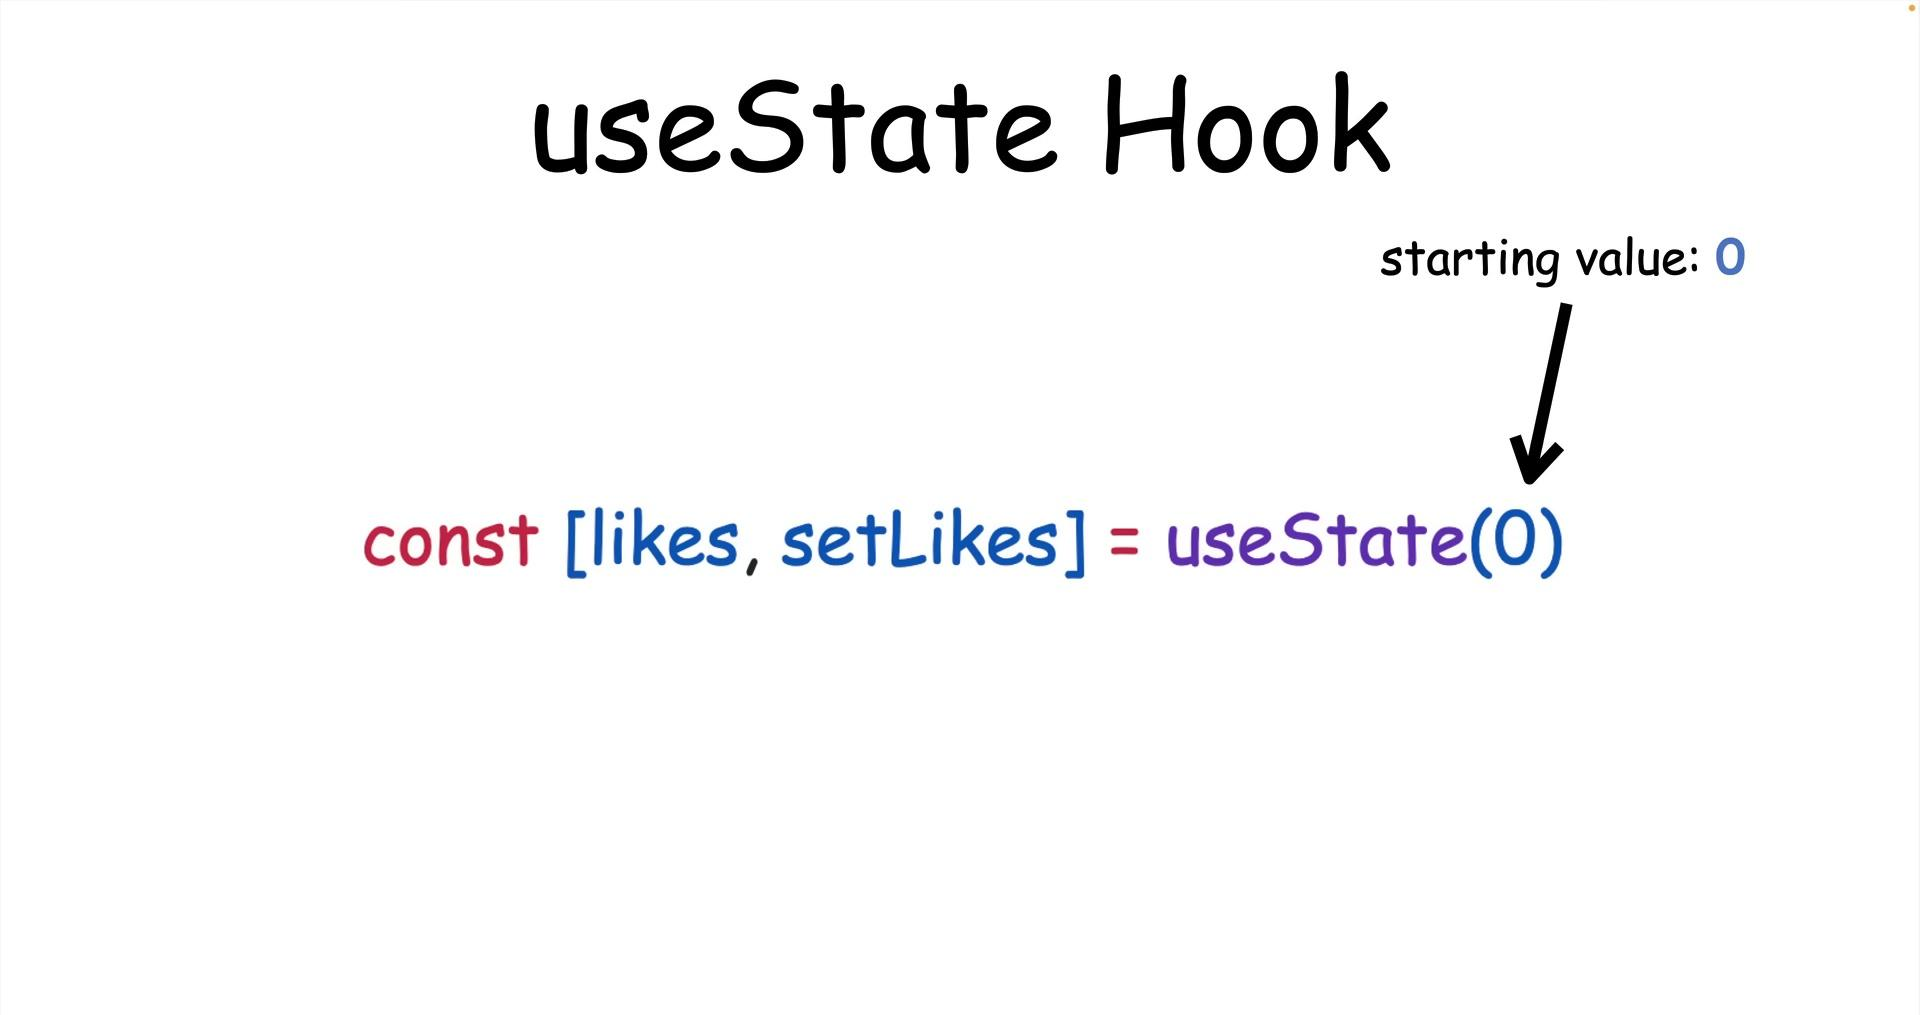 useState Hook
starting value: 0
const [likes, setLikes] = useState(0)